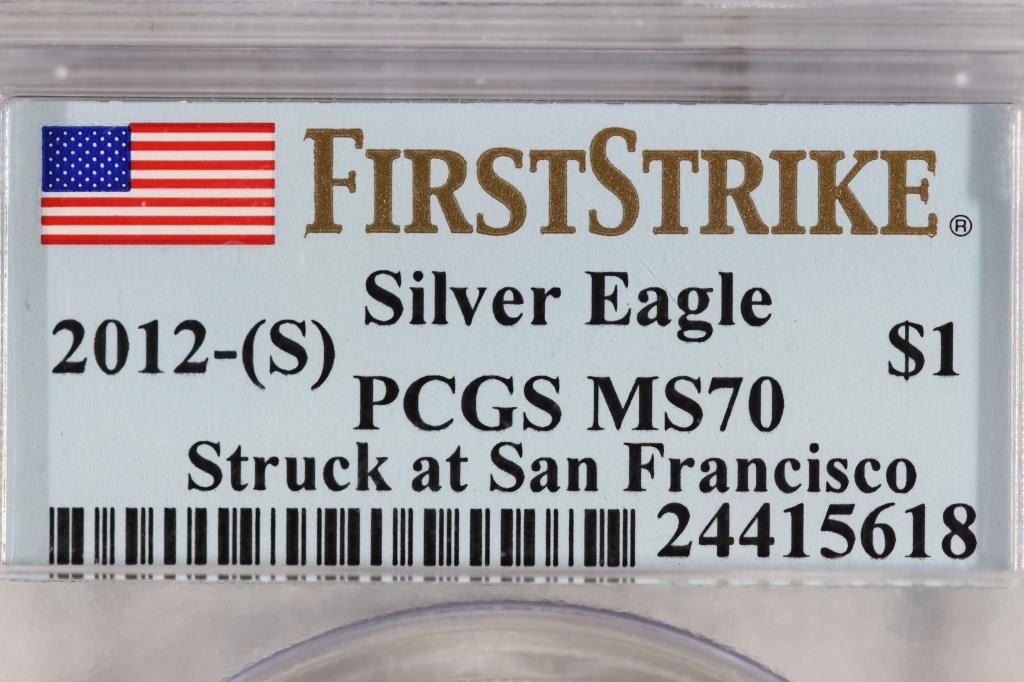 FIRSTSTRIKE®
Silver Eagle
2012-(S) $1
PCGS MS70
Struck at San Francisco
24415618